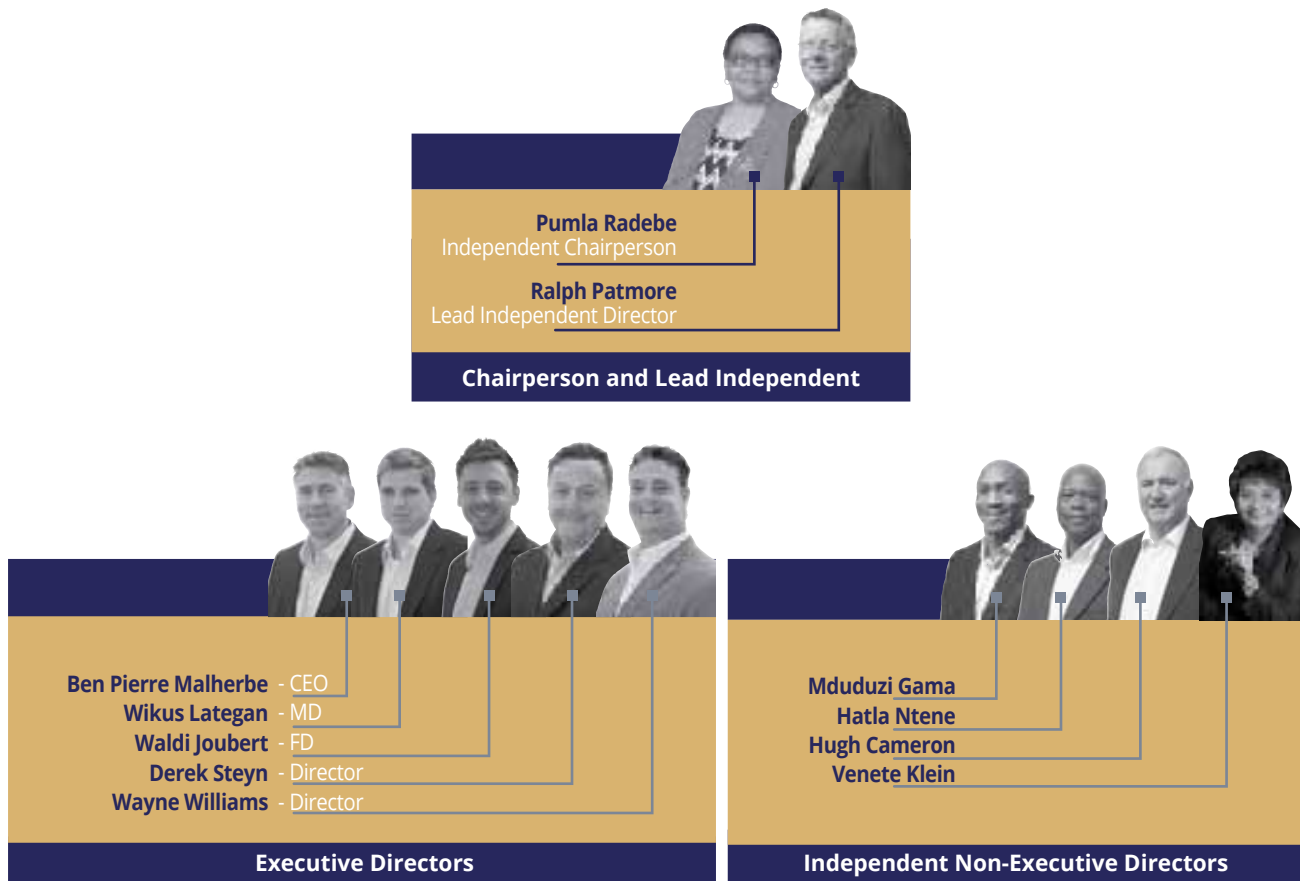 Pumla Radebe
Independent Chairperson
Ralph Patmore
Lead Independent Director
Chairperson and Lead Independent
Ben Pierre Malherbe - CEO
Wikus Lategan - MD
Waldi Joubert - FD
Derek Steyn - Director
Wayne Williams - Director
Executive Directors
Mduduzi Gama
Hatla Ntene
Hugh Cameron
Venete Klein
Independent Non-Executive Directors